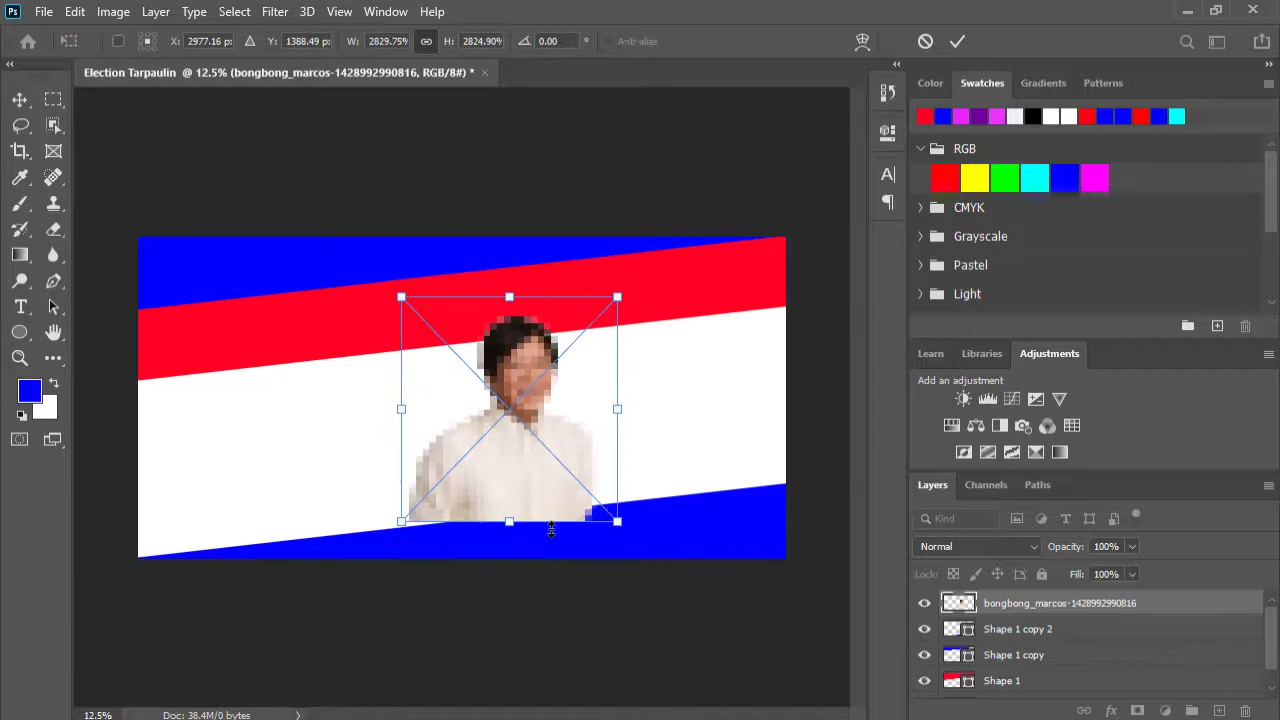 Ps File Edit Image Layer Type Select Filter 3D View Window Help
X: 2977.16 p: Y: 1388.49 p: W: 2829.75% H: 2824.90% 0.00 ° Anti-alias
Election Tarpaulin @ 12.5% (bongbong_marcos-1428992990816, RGB/8#) * ×
Color Swatches Gradients Patterns
RGB
CMYK
Grayscale
Pastel
Light
Learn Libraries Adjustments
Add an adjustment
Layers Channels Paths
Kind
Normal Opacity: 100%
Lock: Fill: 100%
bongbong_marcos-1428992990816
Shape 1 copy 2
Shape 1 copy
Shape 1
12.5% Doc: 38.4M/0 bytes